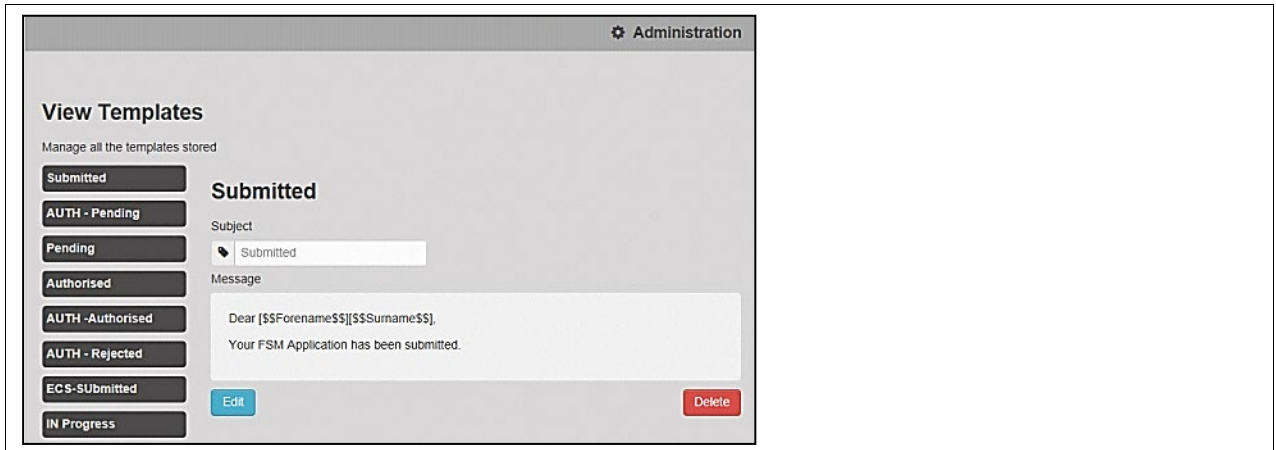 Administration
View Templates
Manage all the templates stored
Submitted
AUTH - Pending
Pending
Authorised
AUTH -Authorised
AUTH - Rejected
ECS-SUbmitted
IN Progress
Submitted
Subject
Submitted
Message
Dear [$$Forename$$][$$Surname$$],
Your FSM Application has been submitted.
Edit
Delete